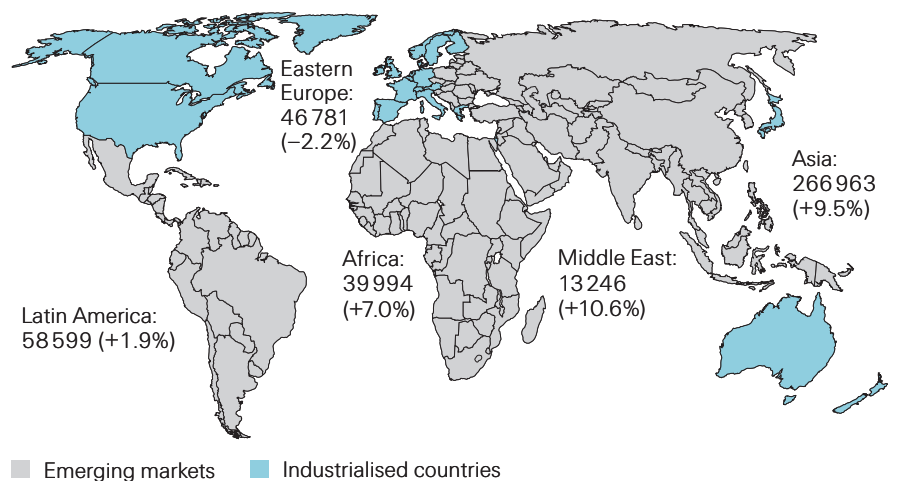 Eastern
Europe:
46 781
(–2.2%)
Asia:
266 963
(+9.5%)
Africa:
39 994
(+7.0%)
Middle East:
13 246
(+10.6%)
Latin America:
58 599 (+1.9%)
Emerging markets
Industrialised countries